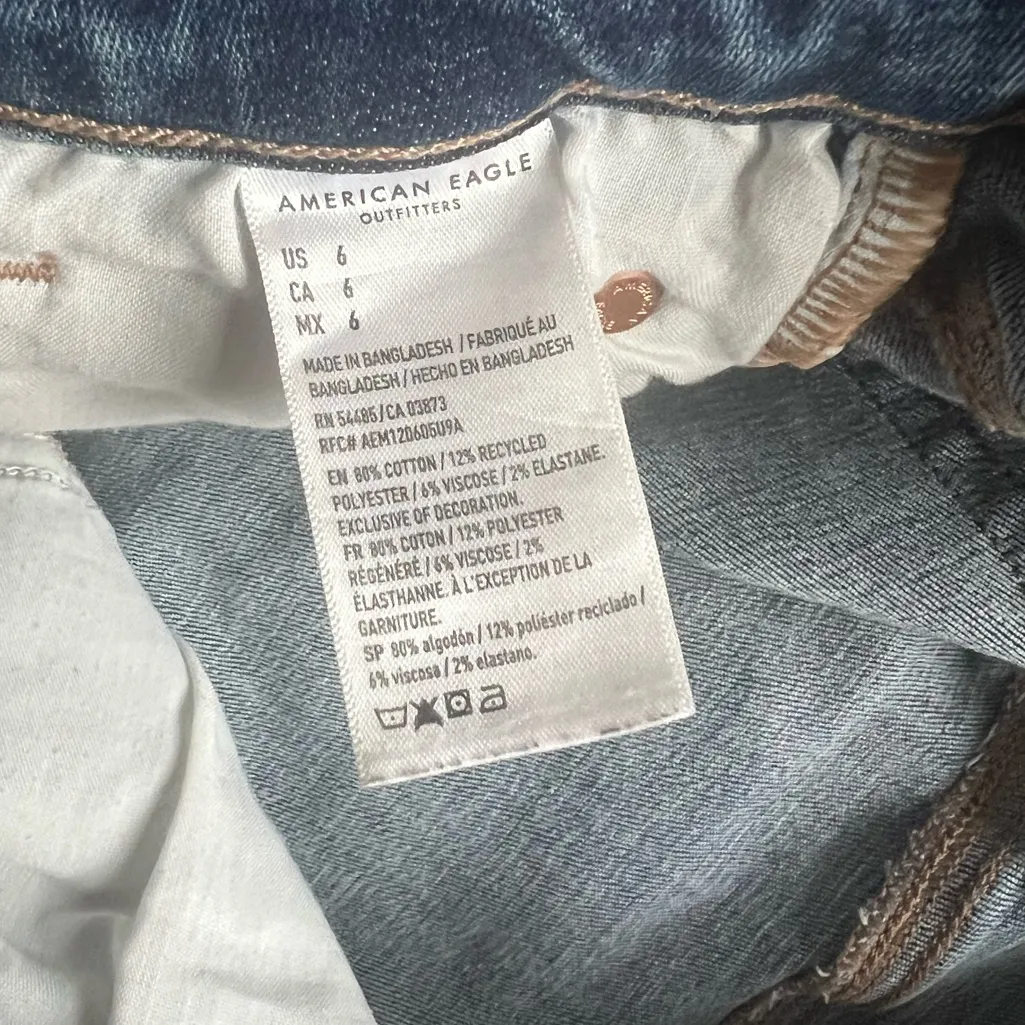 AMERICAN EAGLE
OUTFITTERS
US 6
CA 6
MX 6
MADE IN BANGLADESH / FABRIQUÉ AU
BANGLADESH / HECHO EN BANGLADESH
RN 54485/CA 03873
RFC# AEM120605U9A
EN 80% COTTON / 12% RECYCLED
POLYESTER / 6% VISCOSE / 2% ELASTANE.
EXCLUSIVE OF DECORATION.
FR 80% COTON / 12% POLYESTER
RÉGÉNÉRÉ / 6% VISCOSE / 2%
ÉLASTHANNE. À L'EXCEPTION DE LA
GARNITURE.
SP 80% algodón / 12% poliéster reciclado /
6% viscosa / 2% elastano.